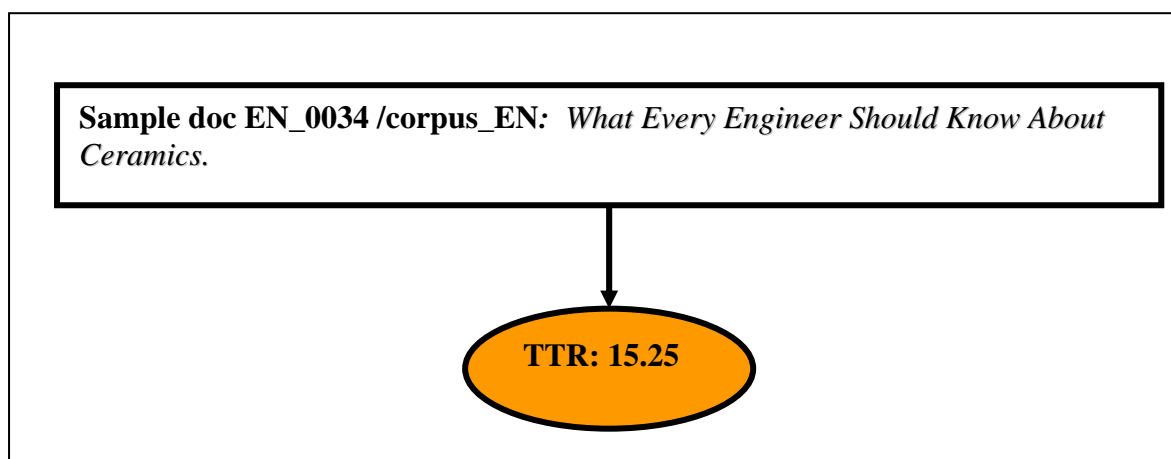 Sample doc EN_0034 /corpus_EN: What Every Engineer Should Know About
Ceramics.
TTR: 15.25